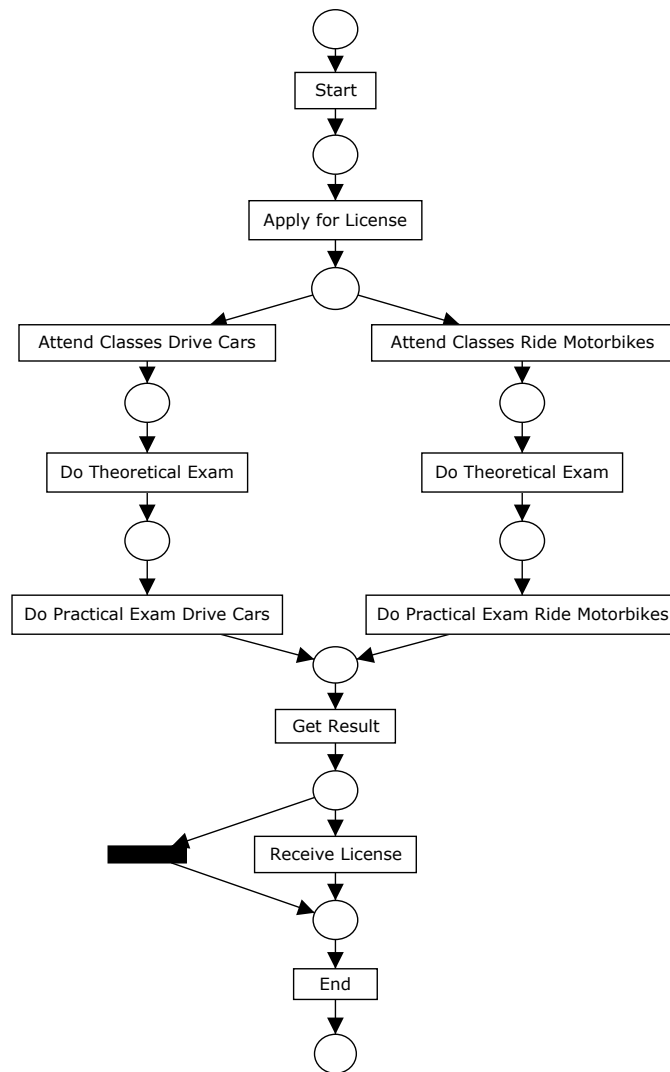 Start
Apply for License
Attend Classes Drive Cars
Attend Classes Ride Motorbikes
Do Theoretical Exam
Do Theoretical Exam
Do Practical Exam Drive Cars
Do Practical Exam Ride Motorbikes
Get Result
Receive License
End